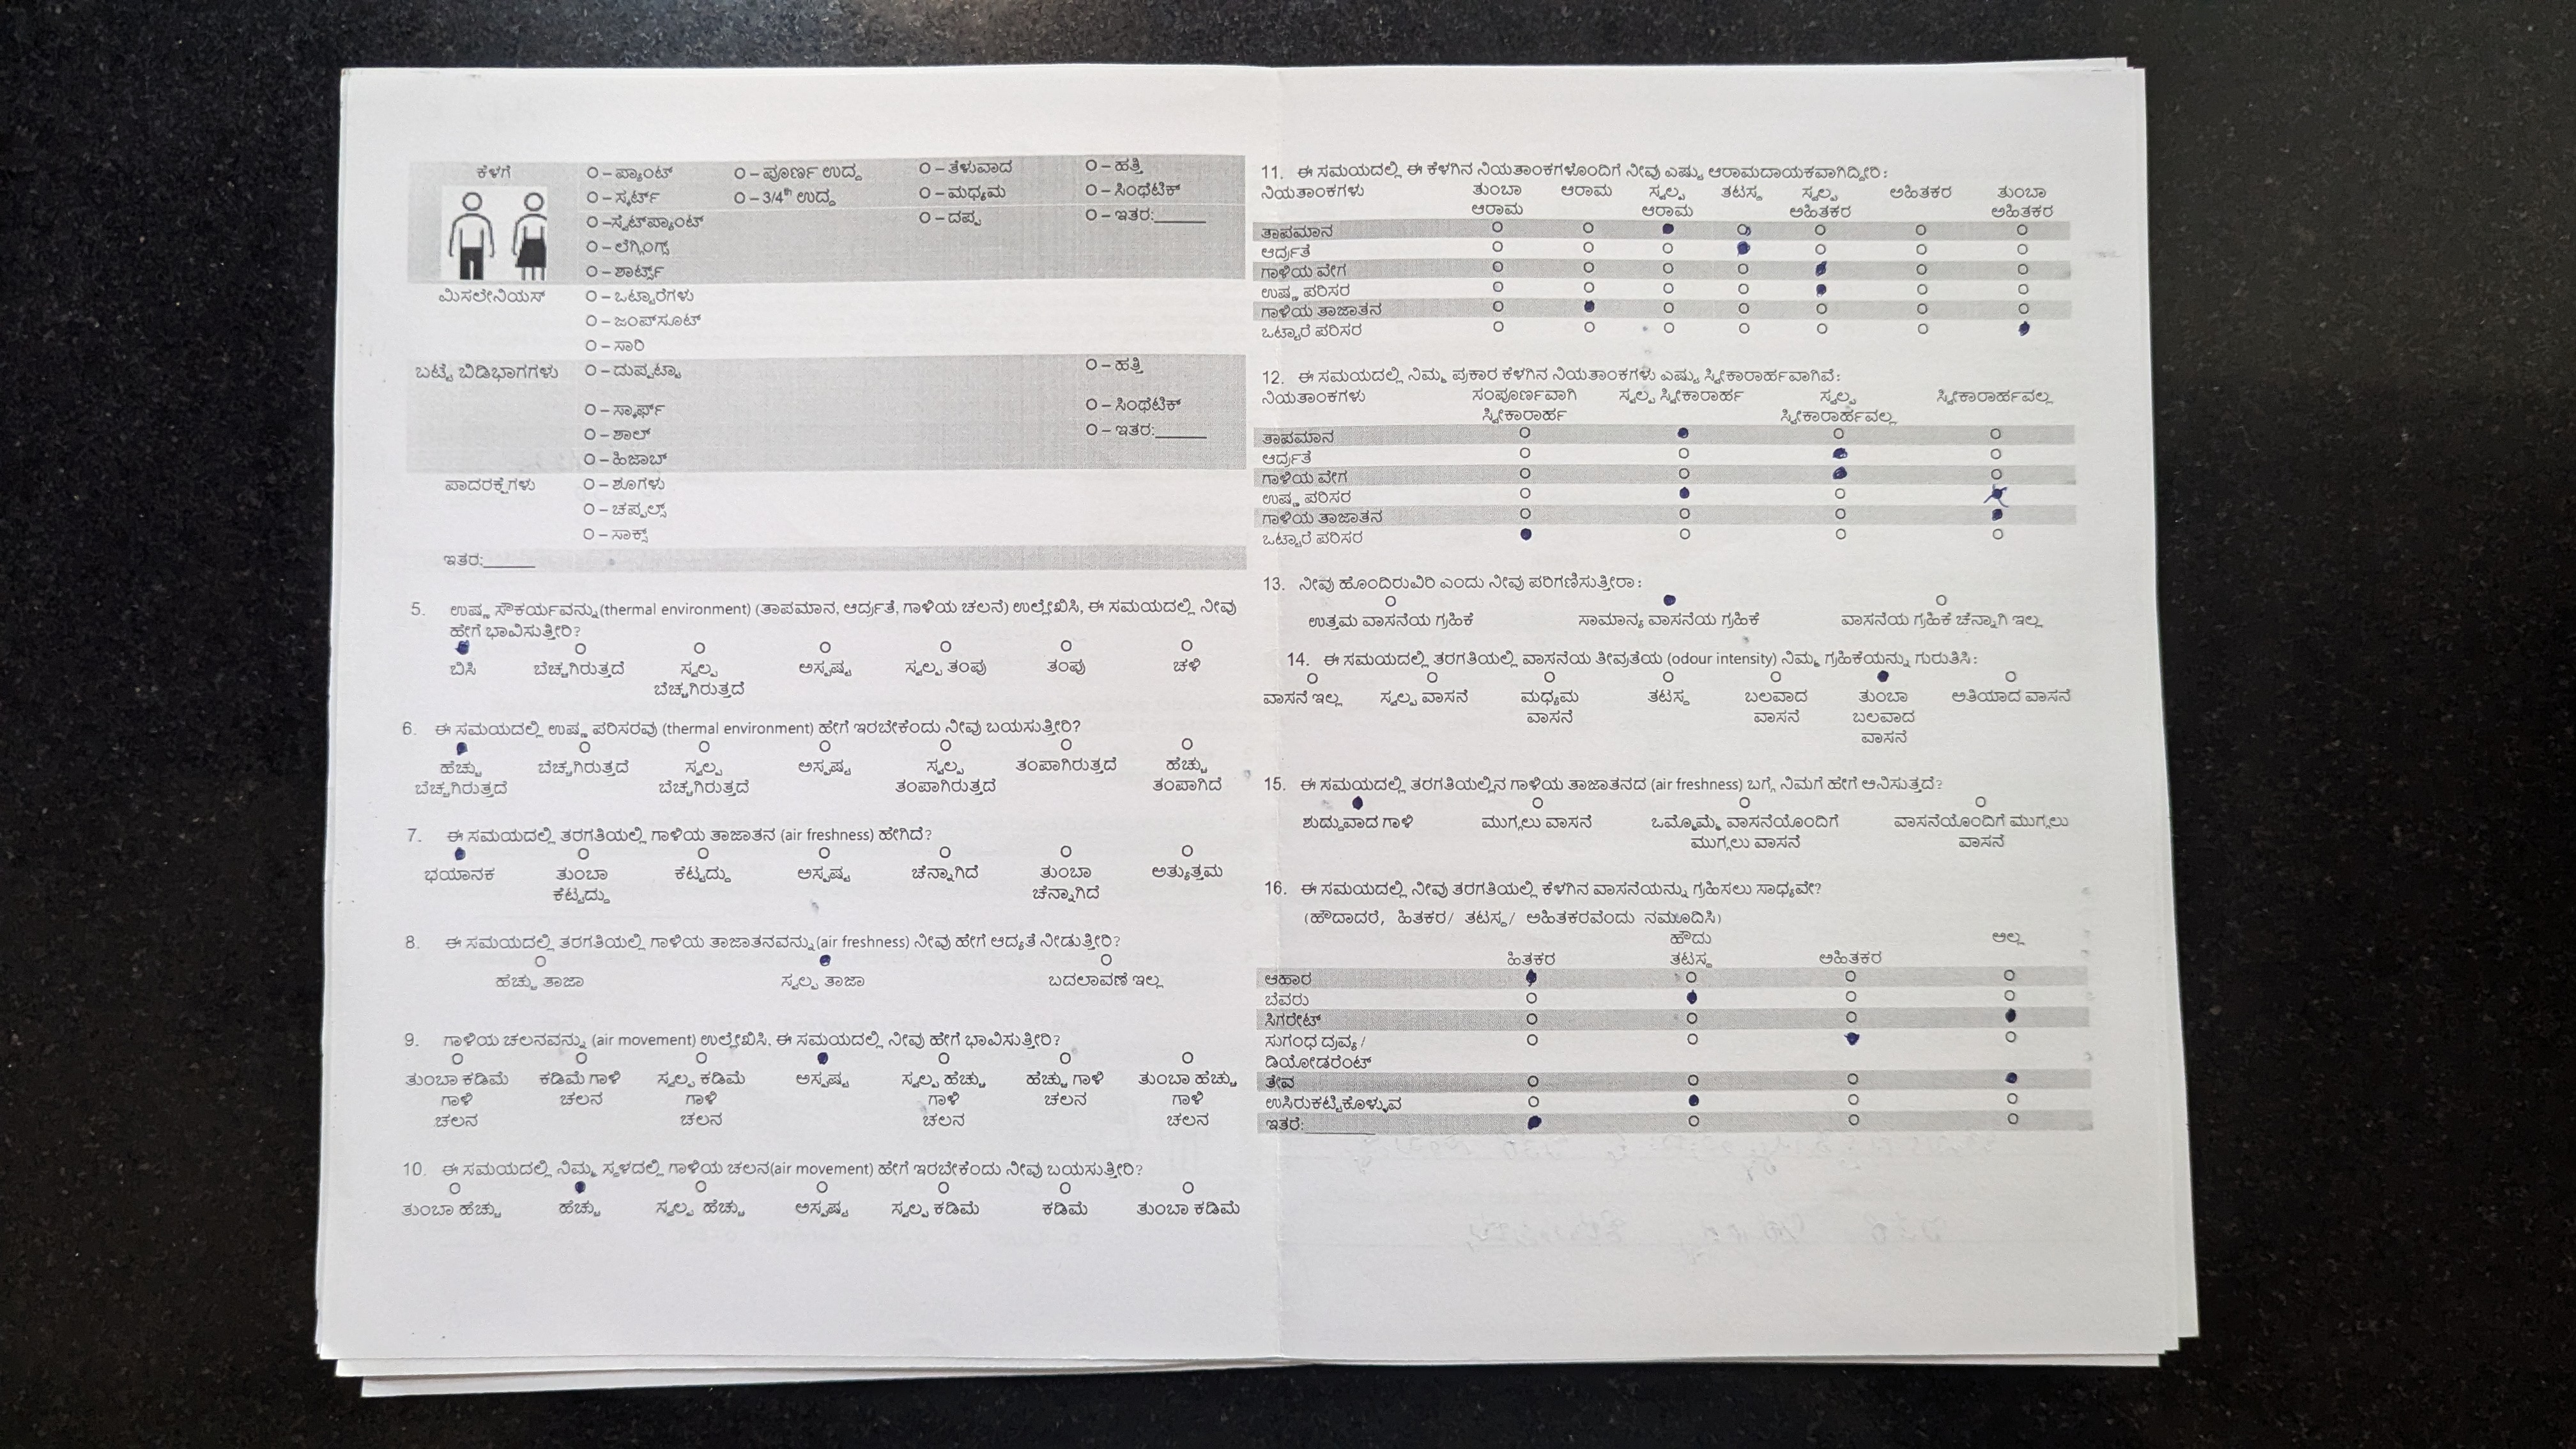 ಕೆಳಗೆ O – ಪ್ಯಾಂಟ್ O – ಪೂರ್ಣ ಉದ್ದ O – ತೆಳುವಾದ O – ಹತ್ತಿ
O – ಸ್ಕರ್ಟ್ O – 3/4th ಉದ್ದ O – ಮಧ್ಯಮ O – ಸಿಂಥೆಟಿಕ್
O –ಸ್ವೆಟ್‌ಪ್ಯಾಂಟ್ O – ದಪ್ಪ O – ಇತರ:______
O – ಲೆಗ್ಗಿಂಗ್ಸ್
O – ಶಾರ್ಟ್ಸ್
ಮಿಸಲೇನಿಯಸ್ O – ಒಟ್ಟಾರೆಗಳು
O – ಜಂಪ್‌ಸೂಟ್
O – ಸಾರಿ
ಬಟ್ಟೆ ಬಿಡಿಭಾಗಗಳು O – ದುಪ್ಪಟ್ಟಾ O – ಹತ್ತಿ
O – ಸ್ಕಾರ್ಫ್ O – ಸಿಂಥೆಟಿಕ್
O – ಶಾಲ್ O – ಇತರ:______
O – ಹಿಜಾಬ್
ಪಾದರಕ್ಷೆಗಳು O – ಶೂಗಳು
O – ಚಪ್ಪಲ್ಸ್
O – ಸಾಕ್ಸ್
ಇತರ:______
5. ಉಷ್ಣ ಸೌಕರ್ಯವನ್ನು(thermal environment) (ತಾಪಮಾನ, ಆರ್ದ್ರತೆ, ಗಾಳಿಯ ಚಲನೆ) ಉಲ್ಲೇಖಿಸಿ, ಈ ಸಮಯದಲ್ಲಿ ನೀವು
ಹೇಗೆ ಭಾವಿಸುತ್ತೀರಿ?
ಬಿಸಿ ಬೆಚ್ಚಗಿರುತ್ತದೆ ಸ್ವಲ್ಪ ಅಸ್ಪಷ್ಟ ಸ್ವಲ್ಪ ತಂಪು ತಂಪು ಚಳಿ
ಬೆಚ್ಚಗಿರುತ್ತದೆ
6. ಈ ಸಮಯದಲ್ಲಿ ಉಷ್ಣ ಪರಿಸರವು (thermal environment) ಹೇಗೆ ಇರಬೇಕೆಂದು ನೀವು ಬಯಸುತ್ತೀರಿ?
ಹೆಚ್ಚು ಬೆಚ್ಚಗಿರುತ್ತದೆ ಸ್ವಲ್ಪ ಅಸ್ಪಷ್ಟ ಸ್ವಲ್ಪ ತಂಪಾಗಿರುತ್ತದೆ ಹೆಚ್ಚು
ಬೆಚ್ಚಗಿರುತ್ತದೆ ಬೆಚ್ಚಗಿರುತ್ತದೆ ತಂಪಾಗಿರುತ್ತದೆ ತಂಪಾಗಿದೆ
7. ಈ ಸಮಯದಲ್ಲಿ ತರಗತಿಯಲ್ಲಿ ಗಾಳಿಯ ತಾಜಾತನ (air freshness) ಹೇಗಿದೆ?
ಭಯಾನಕ ತುಂಬಾ ಕೆಟ್ಟದ್ದು ಅಸ್ಪಷ್ಟ ಚೆನ್ನಾಗಿದೆ ತುಂಬಾ ಅತ್ಯುತ್ತಮ
ಕೆಟ್ಟದ್ದು ಚೆನ್ನಾಗಿದೆ
8. ಈ ಸಮಯದಲ್ಲಿ ತರಗತಿಯಲ್ಲಿ ಗಾಳಿಯ ತಾಜಾತನವನ್ನು(air freshness) ನೀವು ಹೇಗೆ ಆದ್ಯತೆ ನೀಡುತ್ತೀರಿ?
ಹೆಚ್ಚು ತಾಜಾ ಸ್ವಲ್ಪ ತಾಜಾ ಬದಲಾವಣೆ ಇಲ್ಲ
9. ಗಾಳಿಯ ಚಲನವನ್ನು (air movement) ಉಲ್ಲೇಖಿಸಿ, ಈ ಸಮಯದಲ್ಲಿ ನೀವು ಹೇಗೆ ಭಾವಿಸುತ್ತೀರಿ?
ತುಂಬಾ ಕಡಿಮೆ ಕಡಿಮೆ ಗಾಳಿ ಸ್ವಲ್ಪ ಕಡಿಮೆ ಅಸ್ಪಷ್ಟ ಸ್ವಲ್ಪ ಹೆಚ್ಚು ಹೆಚ್ಚು ಗಾಳಿ ತುಂಬಾ ಹೆಚ್ಚು
ಗಾಳಿ ಚಲನ ಗಾಳಿ ಗಾಳಿ ಚಲನ ಗಾಳಿ
ಚಲನ ಚಲನ ಚಲನ ಚಲನ
10. ಈ ಸಮಯದಲ್ಲಿ ನಿಮ್ಮ ಸ್ಥಳದಲ್ಲಿ ಗಾಳಿಯ ಚಲನ(air movement) ಹೇಗೆ ಇರಬೇಕೆಂದು ನೀವು ಬಯಸುತ್ತೀರಿ?
ತುಂಬಾ ಹೆಚ್ಚು ಹೆಚ್ಚು ಸ್ವಲ್ಪ ಹೆಚ್ಚು ಅಸ್ಪಷ್ಟ ಸ್ವಲ್ಪ ಕಡಿಮೆ ಕಡಿಮೆ ತುಂಬಾ ಕಡಿಮೆ
11. ಈ ಸಮಯದಲ್ಲಿ ಈ ಕೆಳಗಿನ ನಿಯತಾಂಕಗಳೊಂದಿಗೆ ನೀವು ಎಷ್ಟು ಆರಾಮದಾಯಕವಾಗಿದ್ದೀರಿ:
ನಿಯತಾಂಕಗಳು ತುಂಬಾ ಆರಾಮ ಸ್ವಲ್ಪ ತಟಸ್ಥ ಸ್ವಲ್ಪ ಅಹಿತಕರ ತುಂಬಾ
ಆರಾಮ ಆರಾಮ ಅಹಿತಕರ ಅಹಿತಕರ
ತಾಪಮಾನ
ಆರ್ದ್ರತೆ
ಗಾಳಿಯ ವೇಗ
ಉಷ್ಣ ಪರಿಸರ
ಗಾಳಿಯ ತಾಜಾತನ
ಒಟ್ಟಾರೆ ಪರಿಸರ
12. ಈ ಸಮಯದಲ್ಲಿ ನಿಮ್ಮ ಪ್ರಕಾರ ಕೆಳಗಿನ ನಿಯತಾಂಕಗಳು ಎಷ್ಟು ಸ್ವೀಕಾರಾರ್ಹವಾಗಿವೆ:
ನಿಯತಾಂಕಗಳು ಸಂಪೂರ್ಣವಾಗಿ ಸ್ವಲ್ಪ ಸ್ವೀಕಾರಾರ್ಹ ಸ್ವಲ್ಪ ಸ್ವೀಕಾರಾರ್ಹವಲ್ಲ
ಸ್ವೀಕಾರಾರ್ಹ ಸ್ವೀಕಾರಾರ್ಹವಲ್ಲ
ತಾಪಮಾನ
ಆರ್ದ್ರತೆ
ಗಾಳಿಯ ವೇಗ
ಉಷ್ಣ ಪರಿಸರ
ಗಾಳಿಯ ತಾಜಾತನ
ಒಟ್ಟಾರೆ ಪರಿಸರ
13. ನೀವು ಹೊಂದಿರುವಿರಿ ಎಂದು ನೀವು ಪರಿಗಣಿಸುತ್ತೀರಾ:
ಉತ್ತಮ ವಾಸನೆಯ ಗ್ರಹಿಕೆ ಸಾಮಾನ್ಯ ವಾಸನೆಯ ಗ್ರಹಿಕೆ ವಾಸನೆಯ ಗ್ರಹಿಕೆ ಚೆನ್ನಾಗಿ ಇಲ್ಲ
14. ಈ ಸಮಯದಲ್ಲಿ ತರಗತಿಯಲ್ಲಿ ವಾಸನೆಯ ತೀವ್ರತೆಯ (odour intensity) ನಿಮ್ಮ ಗ್ರಹಿಕೆಯನ್ನು ಗುರುತಿಸಿ:
ವಾಸನೆ ಇಲ್ಲ ಸ್ವಲ್ಪ ವಾಸನೆ ಮಧ್ಯಮ ತಟಸ್ಥ ಬಲವಾದ ತುಂಬಾ ಅತಿಯಾದ ವಾಸನೆ
ವಾಸನೆ ವಾಸನೆ ಬಲವಾದ
ವಾಸನೆ
15. ಈ ಸಮಯದಲ್ಲಿ ತರಗತಿಯಲ್ಲಿನ ಗಾಳಿಯ ತಾಜಾತನದ (air freshness) ಬಗ್ಗೆ ನಿಮಗೆ ಹೇಗೆ ಅನಿಸುತ್ತದೆ?
ಶುದ್ಧವಾದ ಗಾಳಿ ಮುಗ್ಗಲು ವಾಸನೆ ಒಮ್ಮೊಮ್ಮೆ ವಾಸನೆಯೊಂದಿಗೆ ವಾಸನೆಯೊಂದಿಗೆ ಮುಗ್ಗಲು
ಮುಗ್ಗಲು ವಾಸನೆ ವಾಸನೆ
16. ಈ ಸಮಯದಲ್ಲಿ ನೀವು ತರಗತಿಯಲ್ಲಿ ಕೆಳಗಿನ ವಾಸನೆಯನ್ನು ಗ್ರಹಿಸಲು ಸಾಧ್ಯವೇ?
(ಹೌದಾದರೆ, ಹಿತಕರ/ ತಟಸ್ಥ/ ಅಹಿತಕರವೆಂದು ನಮೂದಿಸಿ)
ಹೌದು ಅಲ್ಲ
ಹಿತಕರ ತಟಸ್ಥ ಅಹಿತಕರ
ಆಹಾರ
ಬೆವರು
ಸಿಗರೇಟ್
ಸುಗಂಧ ದ್ರವ್ಯ /
ಡಿಯೋಡರೆಂಟ್
ತೇವ
ಉಸಿರುಕಟ್ಟಿಕೊಳ್ಳುವ
ಇತರೆ:________